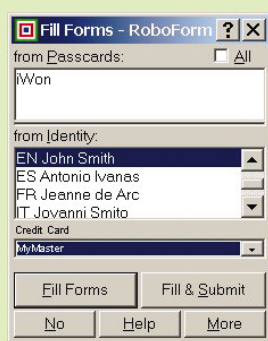 Fill Forms - RoboForm
from Passcards: All
iWon
from Identity:
EN John Smith
ES Antonio Ivanas
FR Jeanne de Arc
IT Jovanni Smito
Credit Card
MyMaster
Fill Forms Fill & Submit
No Help More